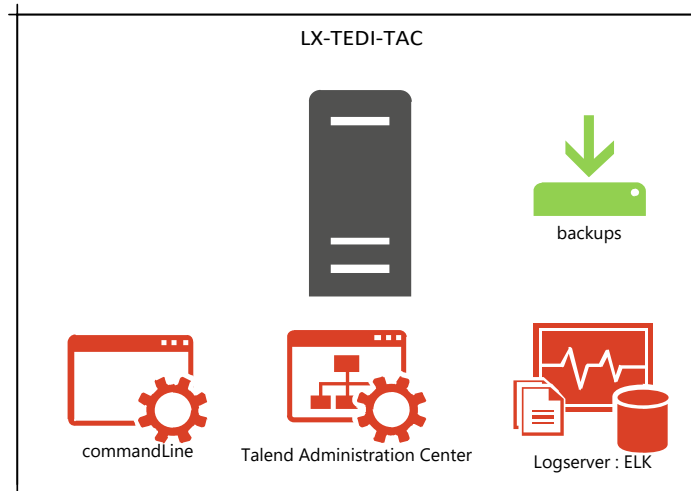 LX-TEDI-TAC
backups
commandLine
Talend Administration Center
Logserver : ELK